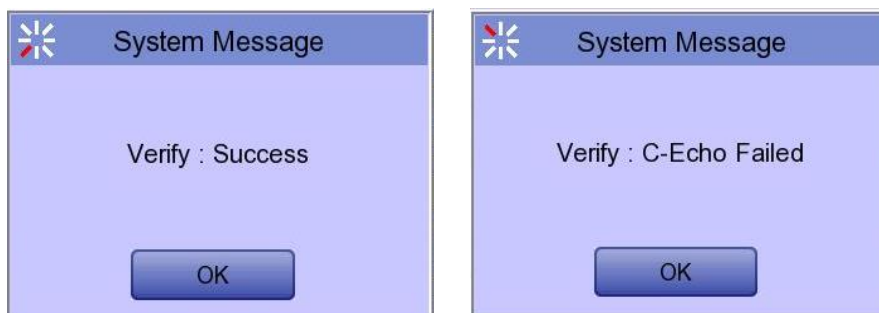 System Message
Verify : Success
OK
System Message
Verify : C-Echo Failed
OK